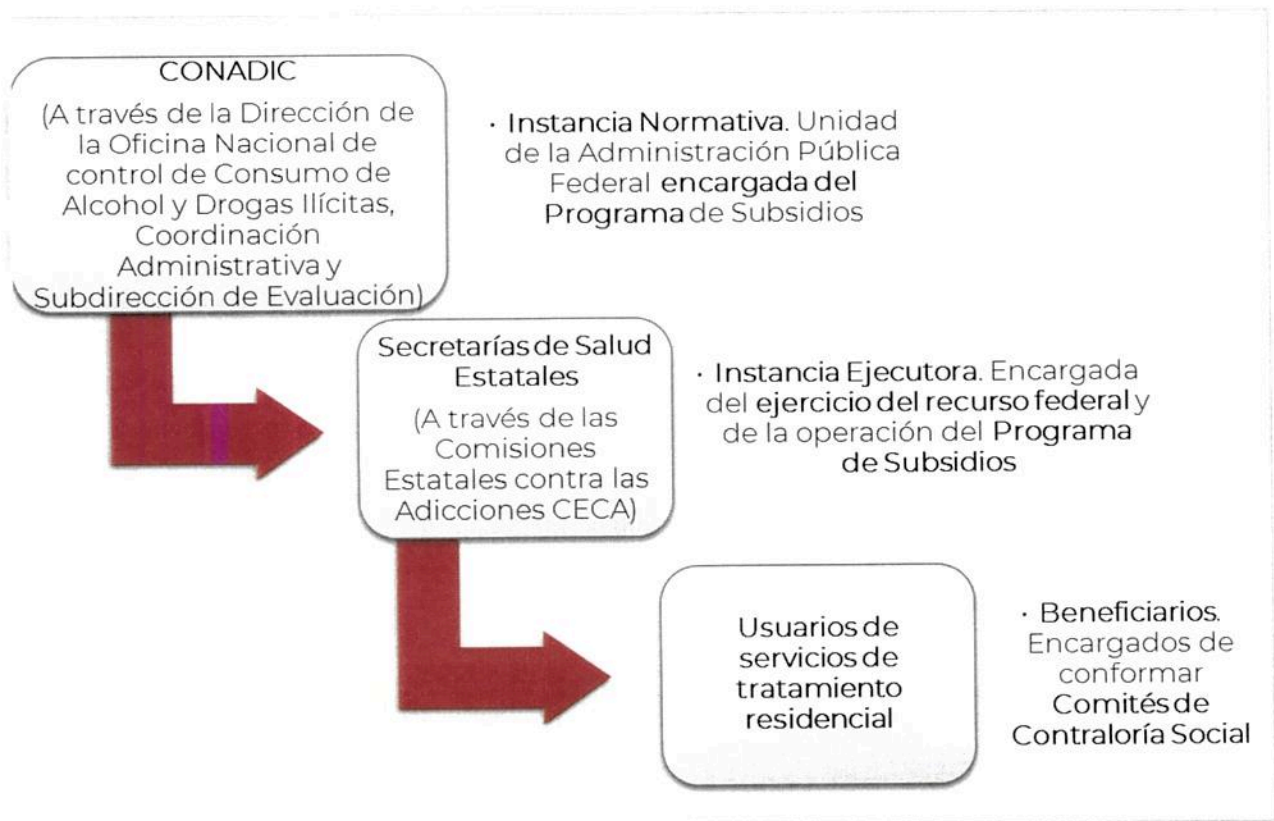 CONADIC
(A través de la Dirección de
la Oficina Nacional de
control de Consumo de
Alcohol y Drogas Ilícitas,
Coordinación
Administrativa y
Subdirección de Evaluación)
· Instancia Normativa. Unidad
de la Administración Pública
Federal encargada del
Programa de Subsidios
Secretarías de Salud
Estatales
(A través de las
Comisiones
Estatales contra las
Adicciones CECA)
· Instancia Ejecutora. Encargada
del ejercicio del recurso federal y
de la operación del Programa
de Subsidios
Usuarios de
servicios de
tratamiento
residencial
· Beneficiarios.
Encargados de
conformar
Comités de
Contraloría Social